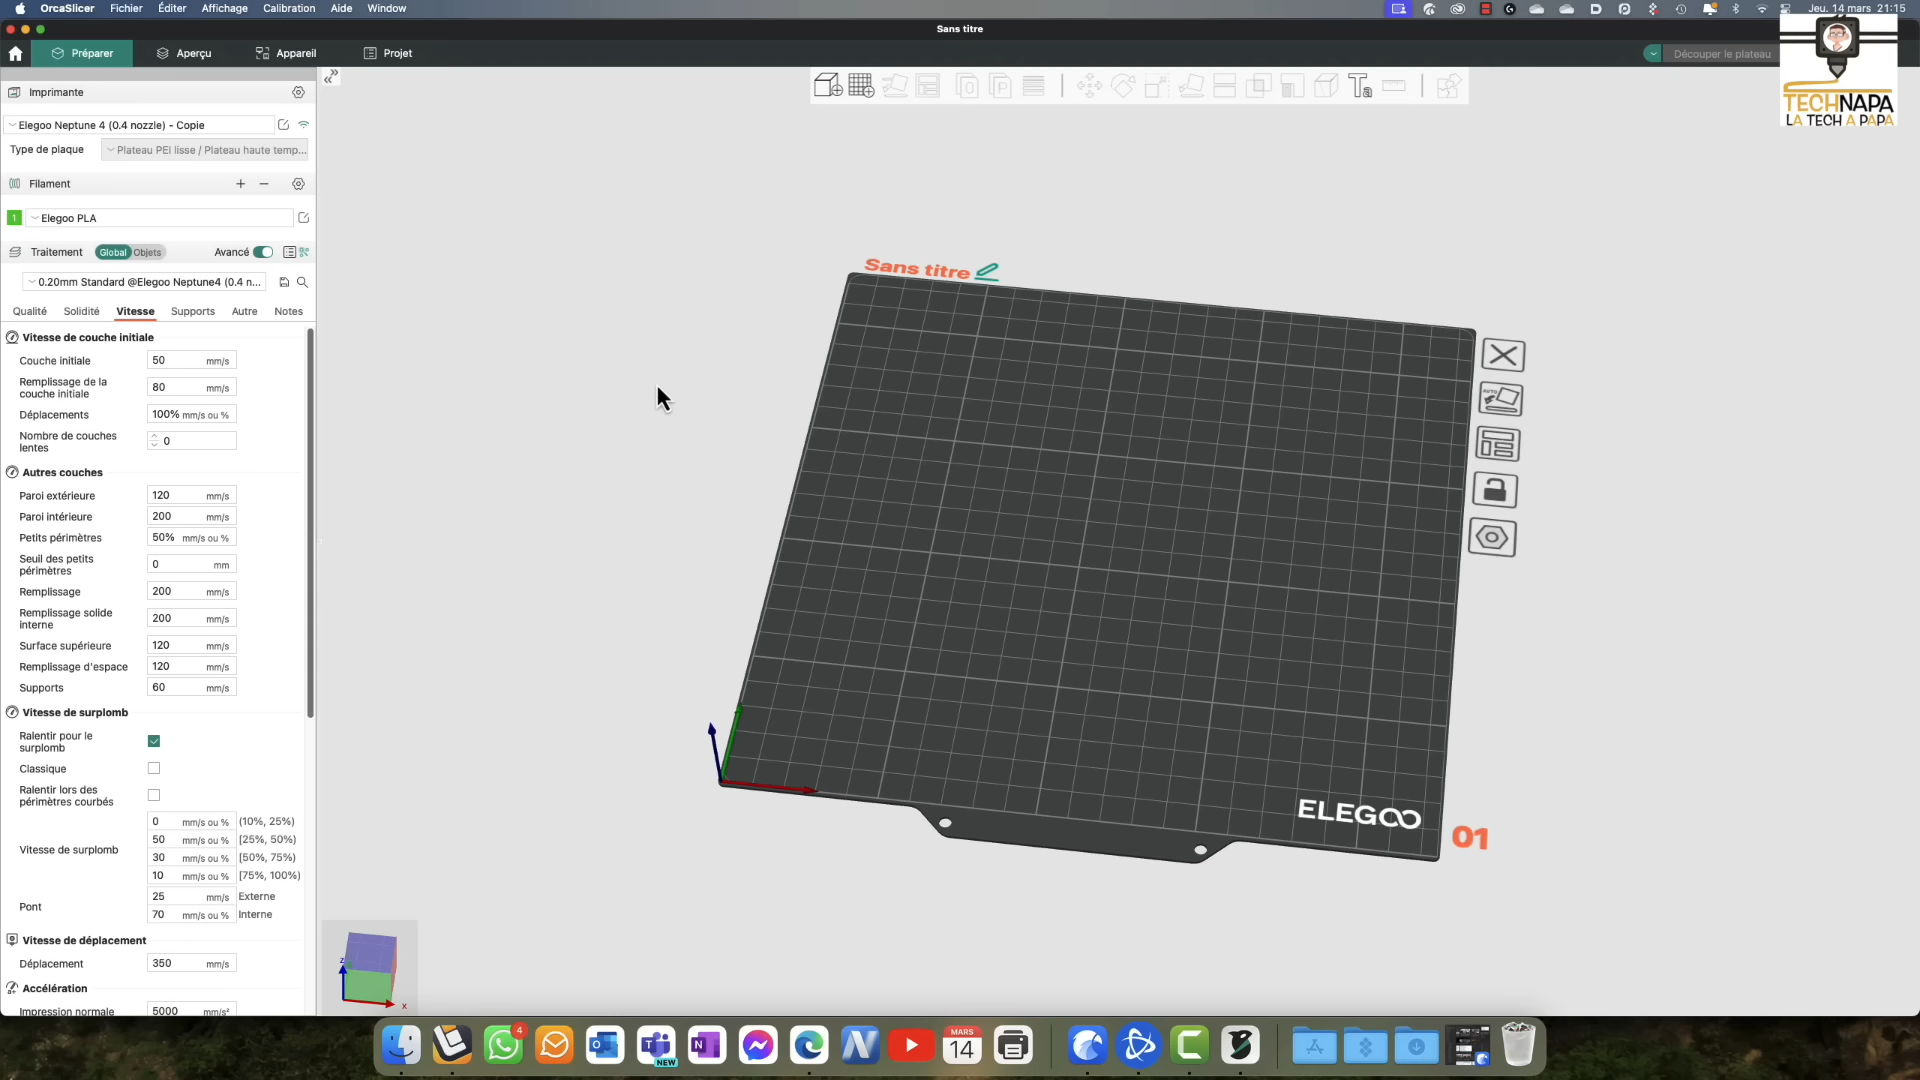 OrcaSlicer Fichier Éditer Affichage Calibration Aide Window
Jeu. 14 mars 21:15
Sans titre
Préparer Aperçu Appareil Projet
Découper le plateau
TECHNAPA
LA TECH A PAPA
Imprimante
Elegoo Neptune 4 (0.4 nozzle) - Copie
Type de plaque Plateau PEI lisse / Plateau haute temp...
Filament
1 Elegoo PLA
Traitement Global Objets Avancé
0.20mm Standard @Elegoo Neptune4 (0.4 n...
Qualité Solidité Vitesse Supports Autre Notes
Vitesse de couche initiale
Couche initiale 50 mm/s
Remplissage de la
couche initiale 80 mm/s
Déplacements 100% mm/s ou %
Nombre de couches
lentes 0
Autres couches
Paroi extérieure 120 mm/s
Paroi intérieure 200 mm/s
Petits périmètres 50% mm/s ou %
Seuil des petits
périmètres 0 mm
Remplissage 200 mm/s
Remplissage solide
interne 200 mm/s
Surface supérieure 120 mm/s
Remplissage d'espace 120 mm/s
Supports 60 mm/s
Vitesse de surplomb
Ralentir pour le
surplomb
Classique
Ralentir lors des
périmètres courbés
0 mm/s ou % (10%, 25%)
50 mm/s ou % [25%, 50%)
Vitesse de surplomb
30 mm/s ou % [50%, 75%)
10 mm/s ou % [75%, 100%)
25 mm/s Externe
Pont
70 mm/s ou % Interne
Vitesse de déplacement
Déplacement 350 mm/s
Accélération
Impression normale 5000 mm/s²
Sans titre
AUTO
ELEGOO
01
z
x
4
NEW
MARS
14